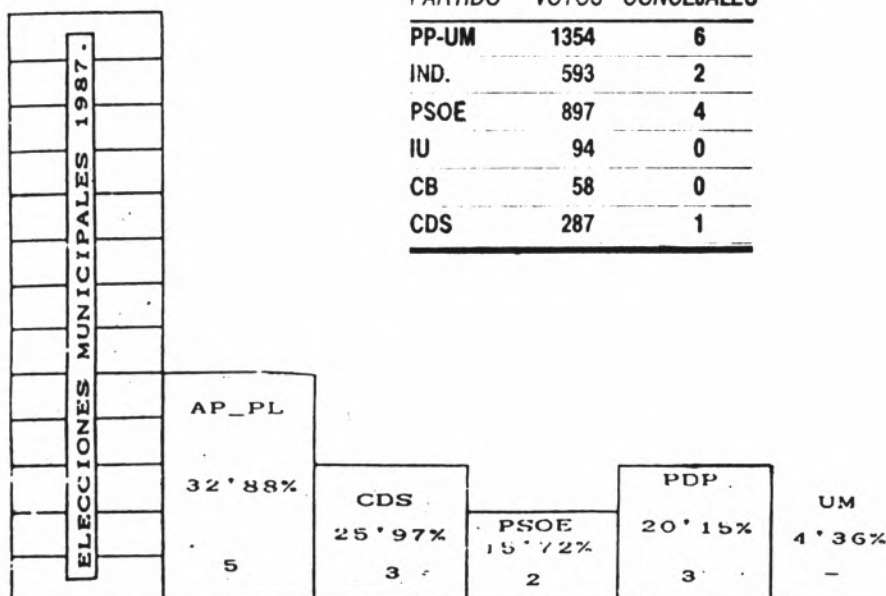 PARTIDO VOTOS CONCEJALES
PP-UM 1354 6
IND. 593 2
PSOE 897 4
IU 94 0
CB 58 0
CDS 287 1
ELECCIONES MUNICIPALES 1987.
AP_PL
32'88%
5
CDS
25'97%
3
PSOE
15'72%
2
PDP
20'15%
3
UM
4'36%
-